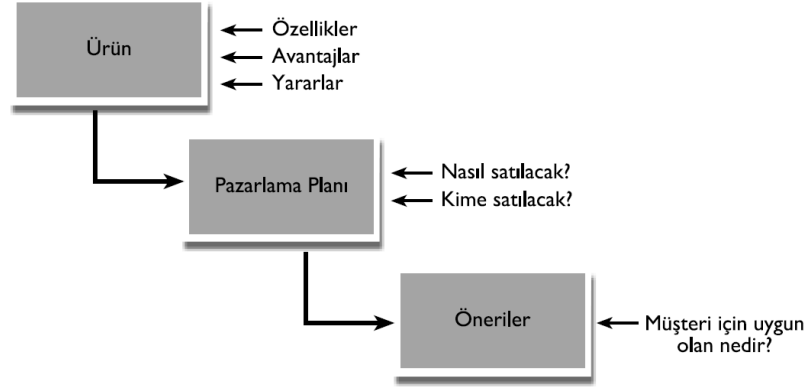 Ürün
Özellikler
Avantajlar
Yararlar
Pazarlama Planı
Nasıl satılacak?
Kime satılacak?
Öneriler
Müşteri için uygun
olan nedir?